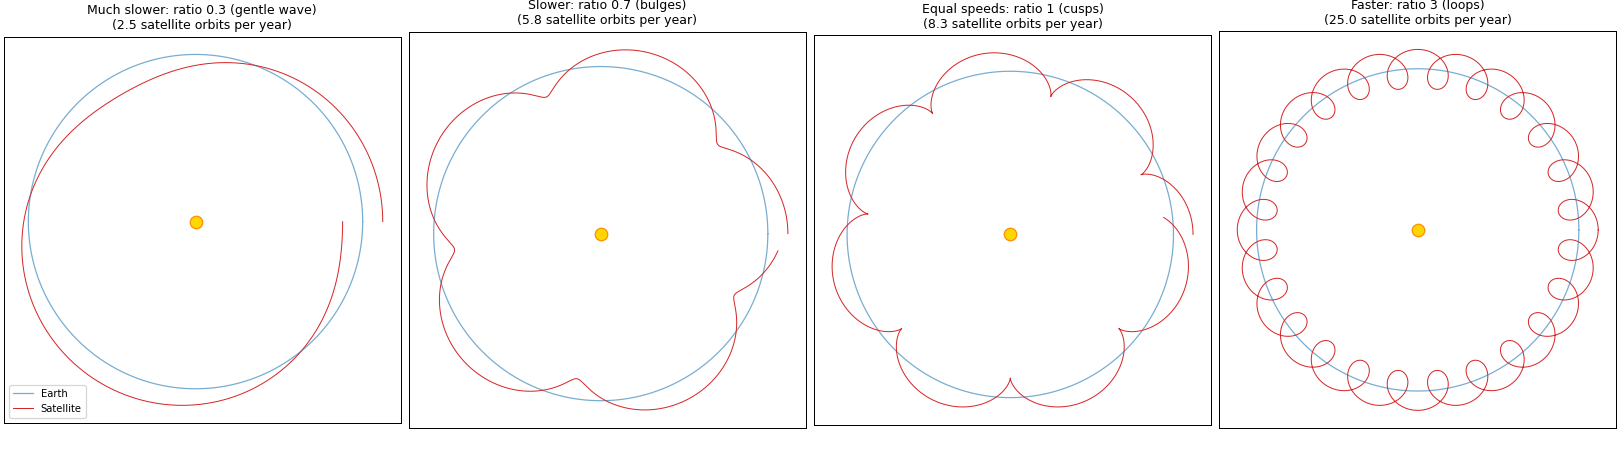 Much slower: ratio 0.3 (gentle wave)
(2.5 satellite orbits per year)
Slower: ratio 0.7 (bulges)
(5.8 satellite orbits per year)
Equal speeds: ratio 1 (cusps)
(8.3 satellite orbits per year)
Faster: ratio 3 (loops)
(25.0 satellite orbits per year)
Earth
Satellite